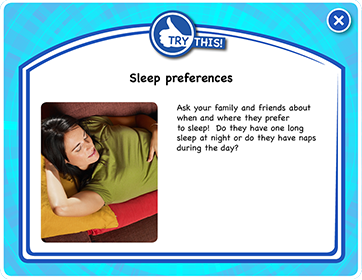 TRY THIS!
Sleep preferences
Ask your family and friends about
when and where they prefer
to sleep!  Do they have one long
sleep at night or do they have naps
during the day?